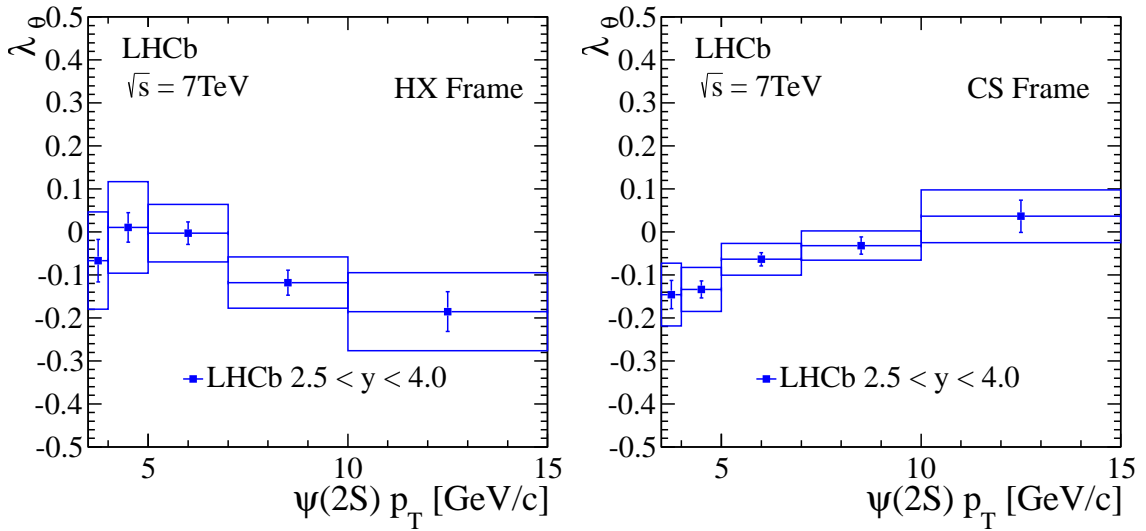 λθ
0.5
0.4
0.3
0.2
0.1
0
-0.1
-0.2
-0.3
-0.4
-0.5
LHCb
√s = 7TeV
HX Frame
LHCb 2.5 < y < 4.0
5
10
15
ψ(2S) p_T [GeV/c]
λθ
0.5
0.4
0.3
0.2
0.1
0
-0.1
-0.2
-0.3
-0.4
-0.5
LHCb
√s = 7TeV
CS Frame
LHCb 2.5 < y < 4.0
5
10
15
ψ(2S) p_T [GeV/c]